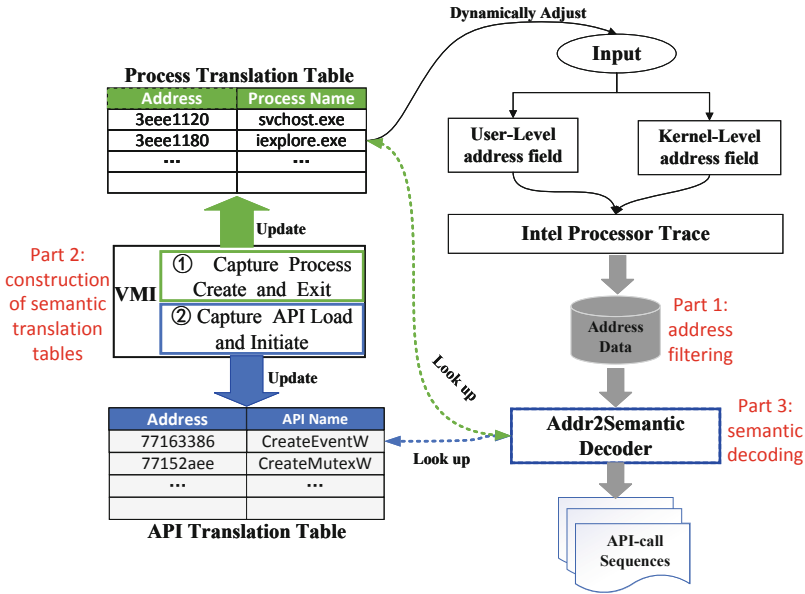 Dynamically Adjust
Input
Process Translation Table
Address Process Name
3eee1120 svchost.exe
3eee1180 iexplore.exe
... ...
User-Level
address field
Kernel-Level
address field
Intel Processor Trace
Update
Part 2:
construction
of semantic
translation
tables
VMI
① Capture Process
Create and Exit
② Capture API Load
and Initiate
Update
Address
Data
Part 1:
address
filtering
Look up
Address API Name
77163386 CreateEventW
77152aee CreateMutexW
... ...
API Translation Table
Look up
Addr2Semantic
Decoder
Part 3:
semantic
decoding
API-call
Sequences